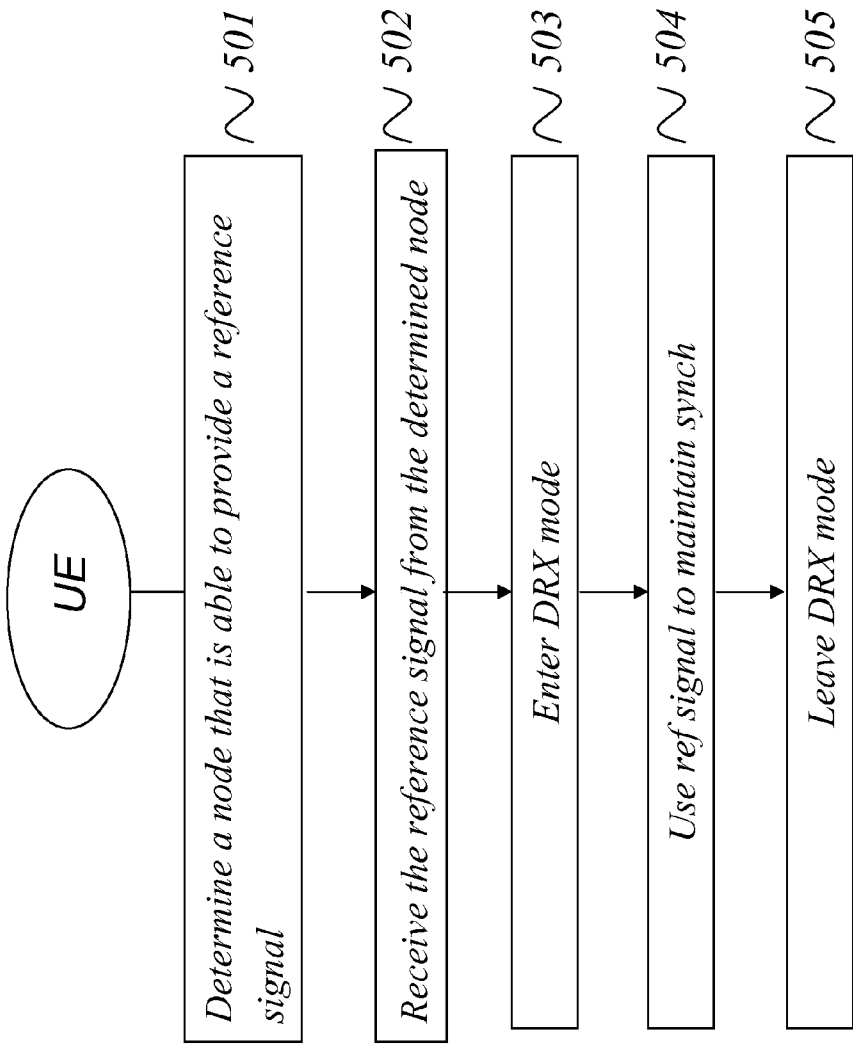 UE
Determine a node that is able to provide a reference
signal
501
Receive the reference signal from the determined node
502
Enter DRX mode
503
Use ref signal to maintain synch
504
Leave DRX mode
505